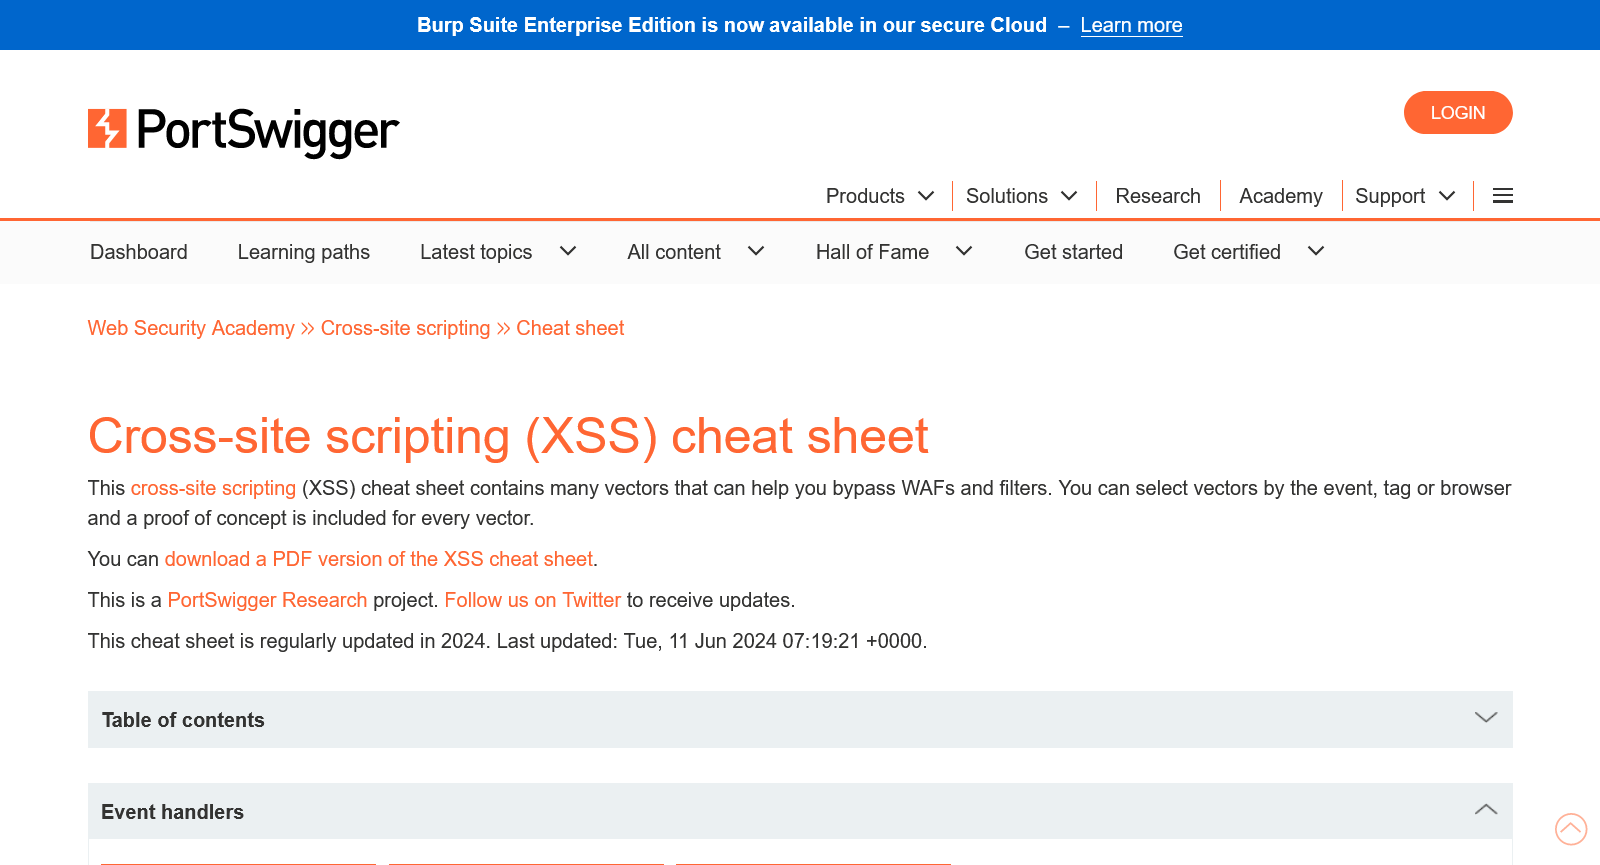 Burp Suite Enterprise Edition is now available in our secure Cloud – Learn more
PortSwigger
LOGIN
Products Solutions Research Academy Support
Dashboard Learning paths Latest topics All content Hall of Fame Get started Get certified
Web Security Academy » Cross-site scripting » Cheat sheet
Cross-site scripting (XSS) cheat sheet
This cross-site scripting (XSS) cheat sheet contains many vectors that can help you bypass WAFs and filters. You can select vectors by the event, tag or browser
and a proof of concept is included for every vector.
You can download a PDF version of the XSS cheat sheet.
This is a PortSwigger Research project. Follow us on Twitter to receive updates.
This cheat sheet is regularly updated in 2024. Last updated: Tue, 11 Jun 2024 07:19:21 +0000.
Table of contents
Event handlers